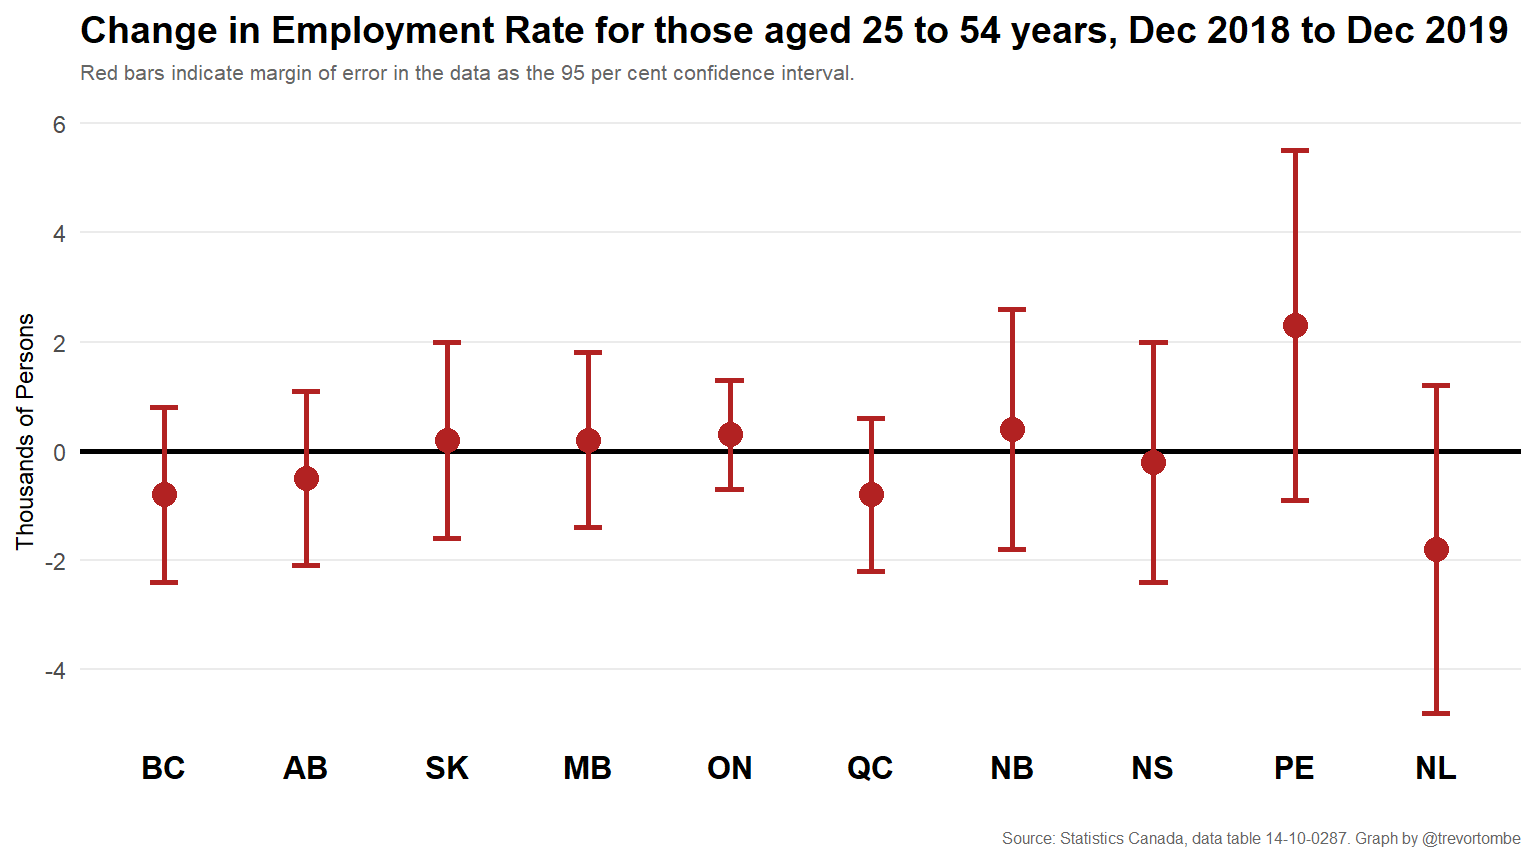 Change in Employment Rate for those aged 25 to 54 years, Dec 2018 to Dec 2019
Red bars indicate margin of error in the data as the 95 per cent confidence interval.
Thousands of Persons
6
4
2
0
-2
-4
BC AB SK MB ON QC NB NS PE NL
Source: Statistics Canada, data table 14-10-0287. Graph by @trevortombe